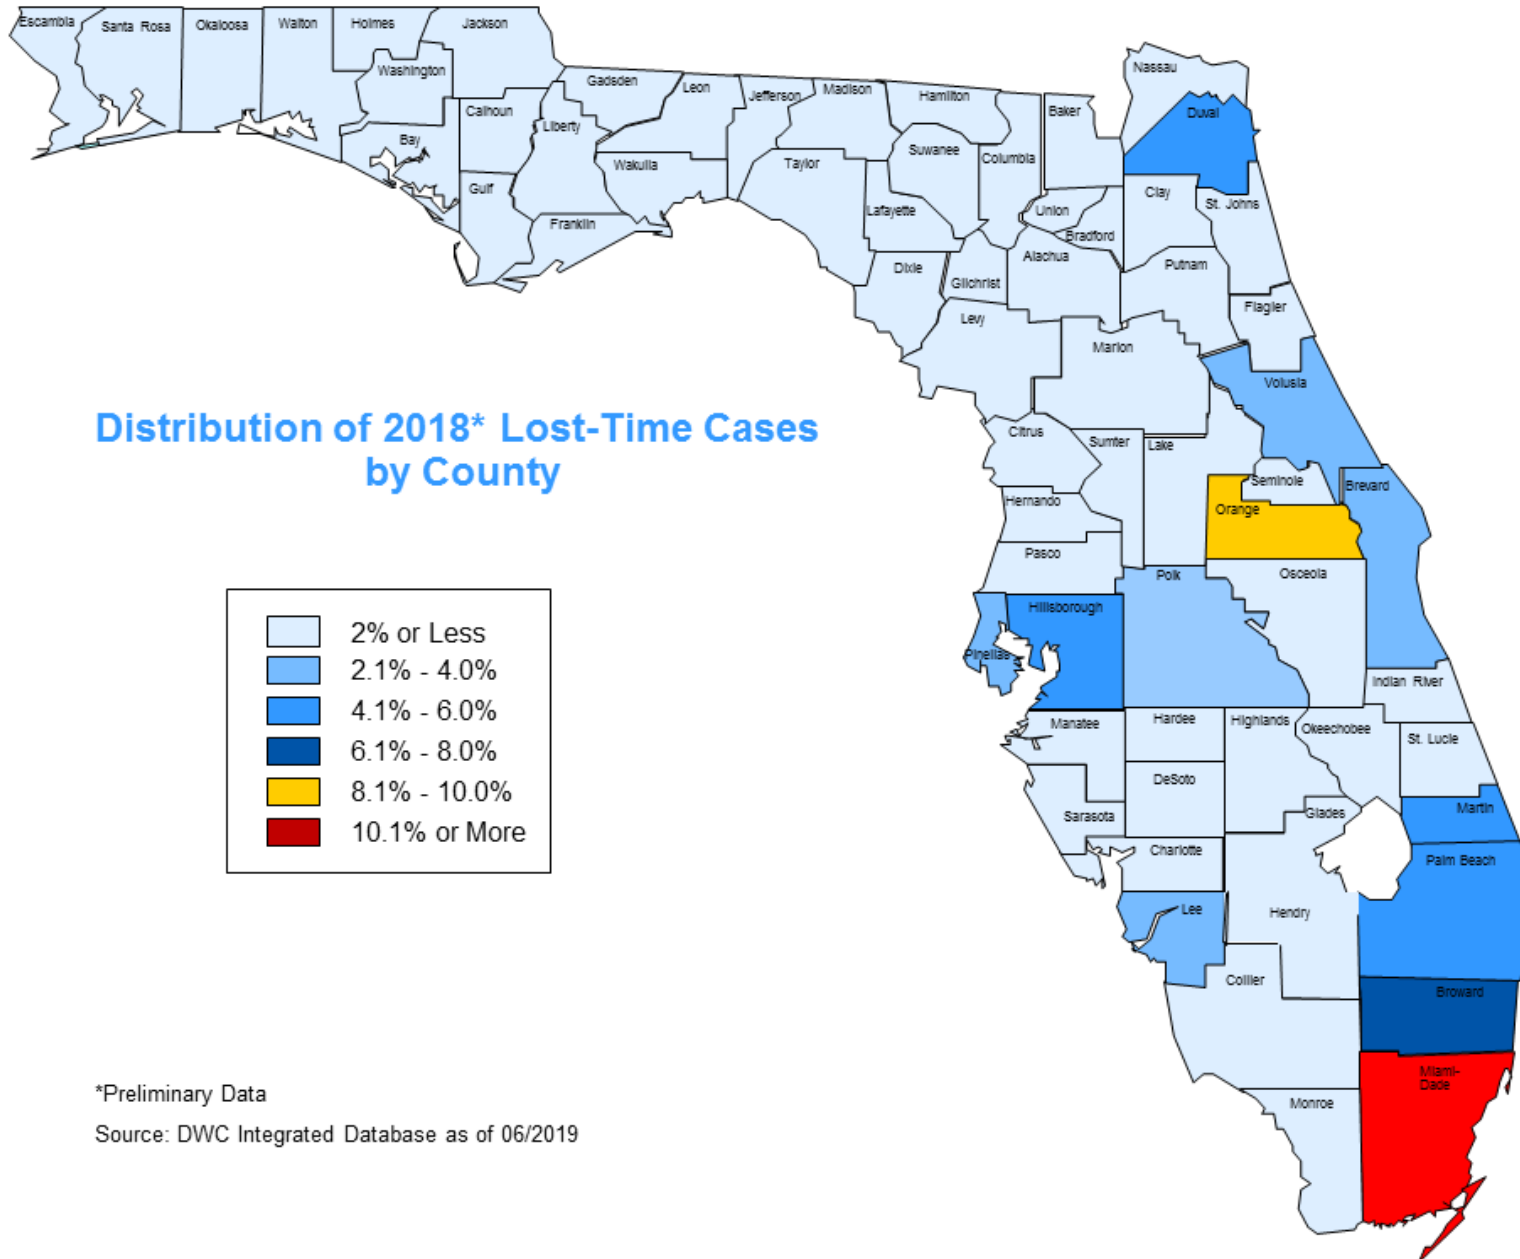 Escambia
Santa Rosa
Okaloosa
Walton
Holmes
Jackson
Washington
Bay
Calhoun
Gulf
Liberty
Gadsden
Franklin
Leon
Wakulla
Jefferson
Madison
Taylor
Hamilton
Suwanee
Lafayette
Columbia
Dixie
Gilchrist
Baker
Union
Bradford
Alachua
Levy
Nassau
Duval
Clay
St. Johns
Putnam
Flagler
Marion
Volusia
Distribution of 2018* Lost-Time Cases
by County
Citrus
Sumter
Lake
Seminole
Brevard
Hernando
Orange
Pasco
Polk
Osceola
Hillsborough
Pinellas
Indian River
Manatee
Hardee
Highlands
Okeechobee
St. Lucie
DeSoto
Sarasota
Glades
Martin
Charlotte
Palm Beach
Lee
Hendry
Collier
Broward
Miami-
Dade
Monroe
2% or Less
2.1% - 4.0%
4.1% - 6.0%
6.1% - 8.0%
8.1% - 10.0%
10.1% or More
*Preliminary Data
Source: DWC Integrated Database as of 06/2019